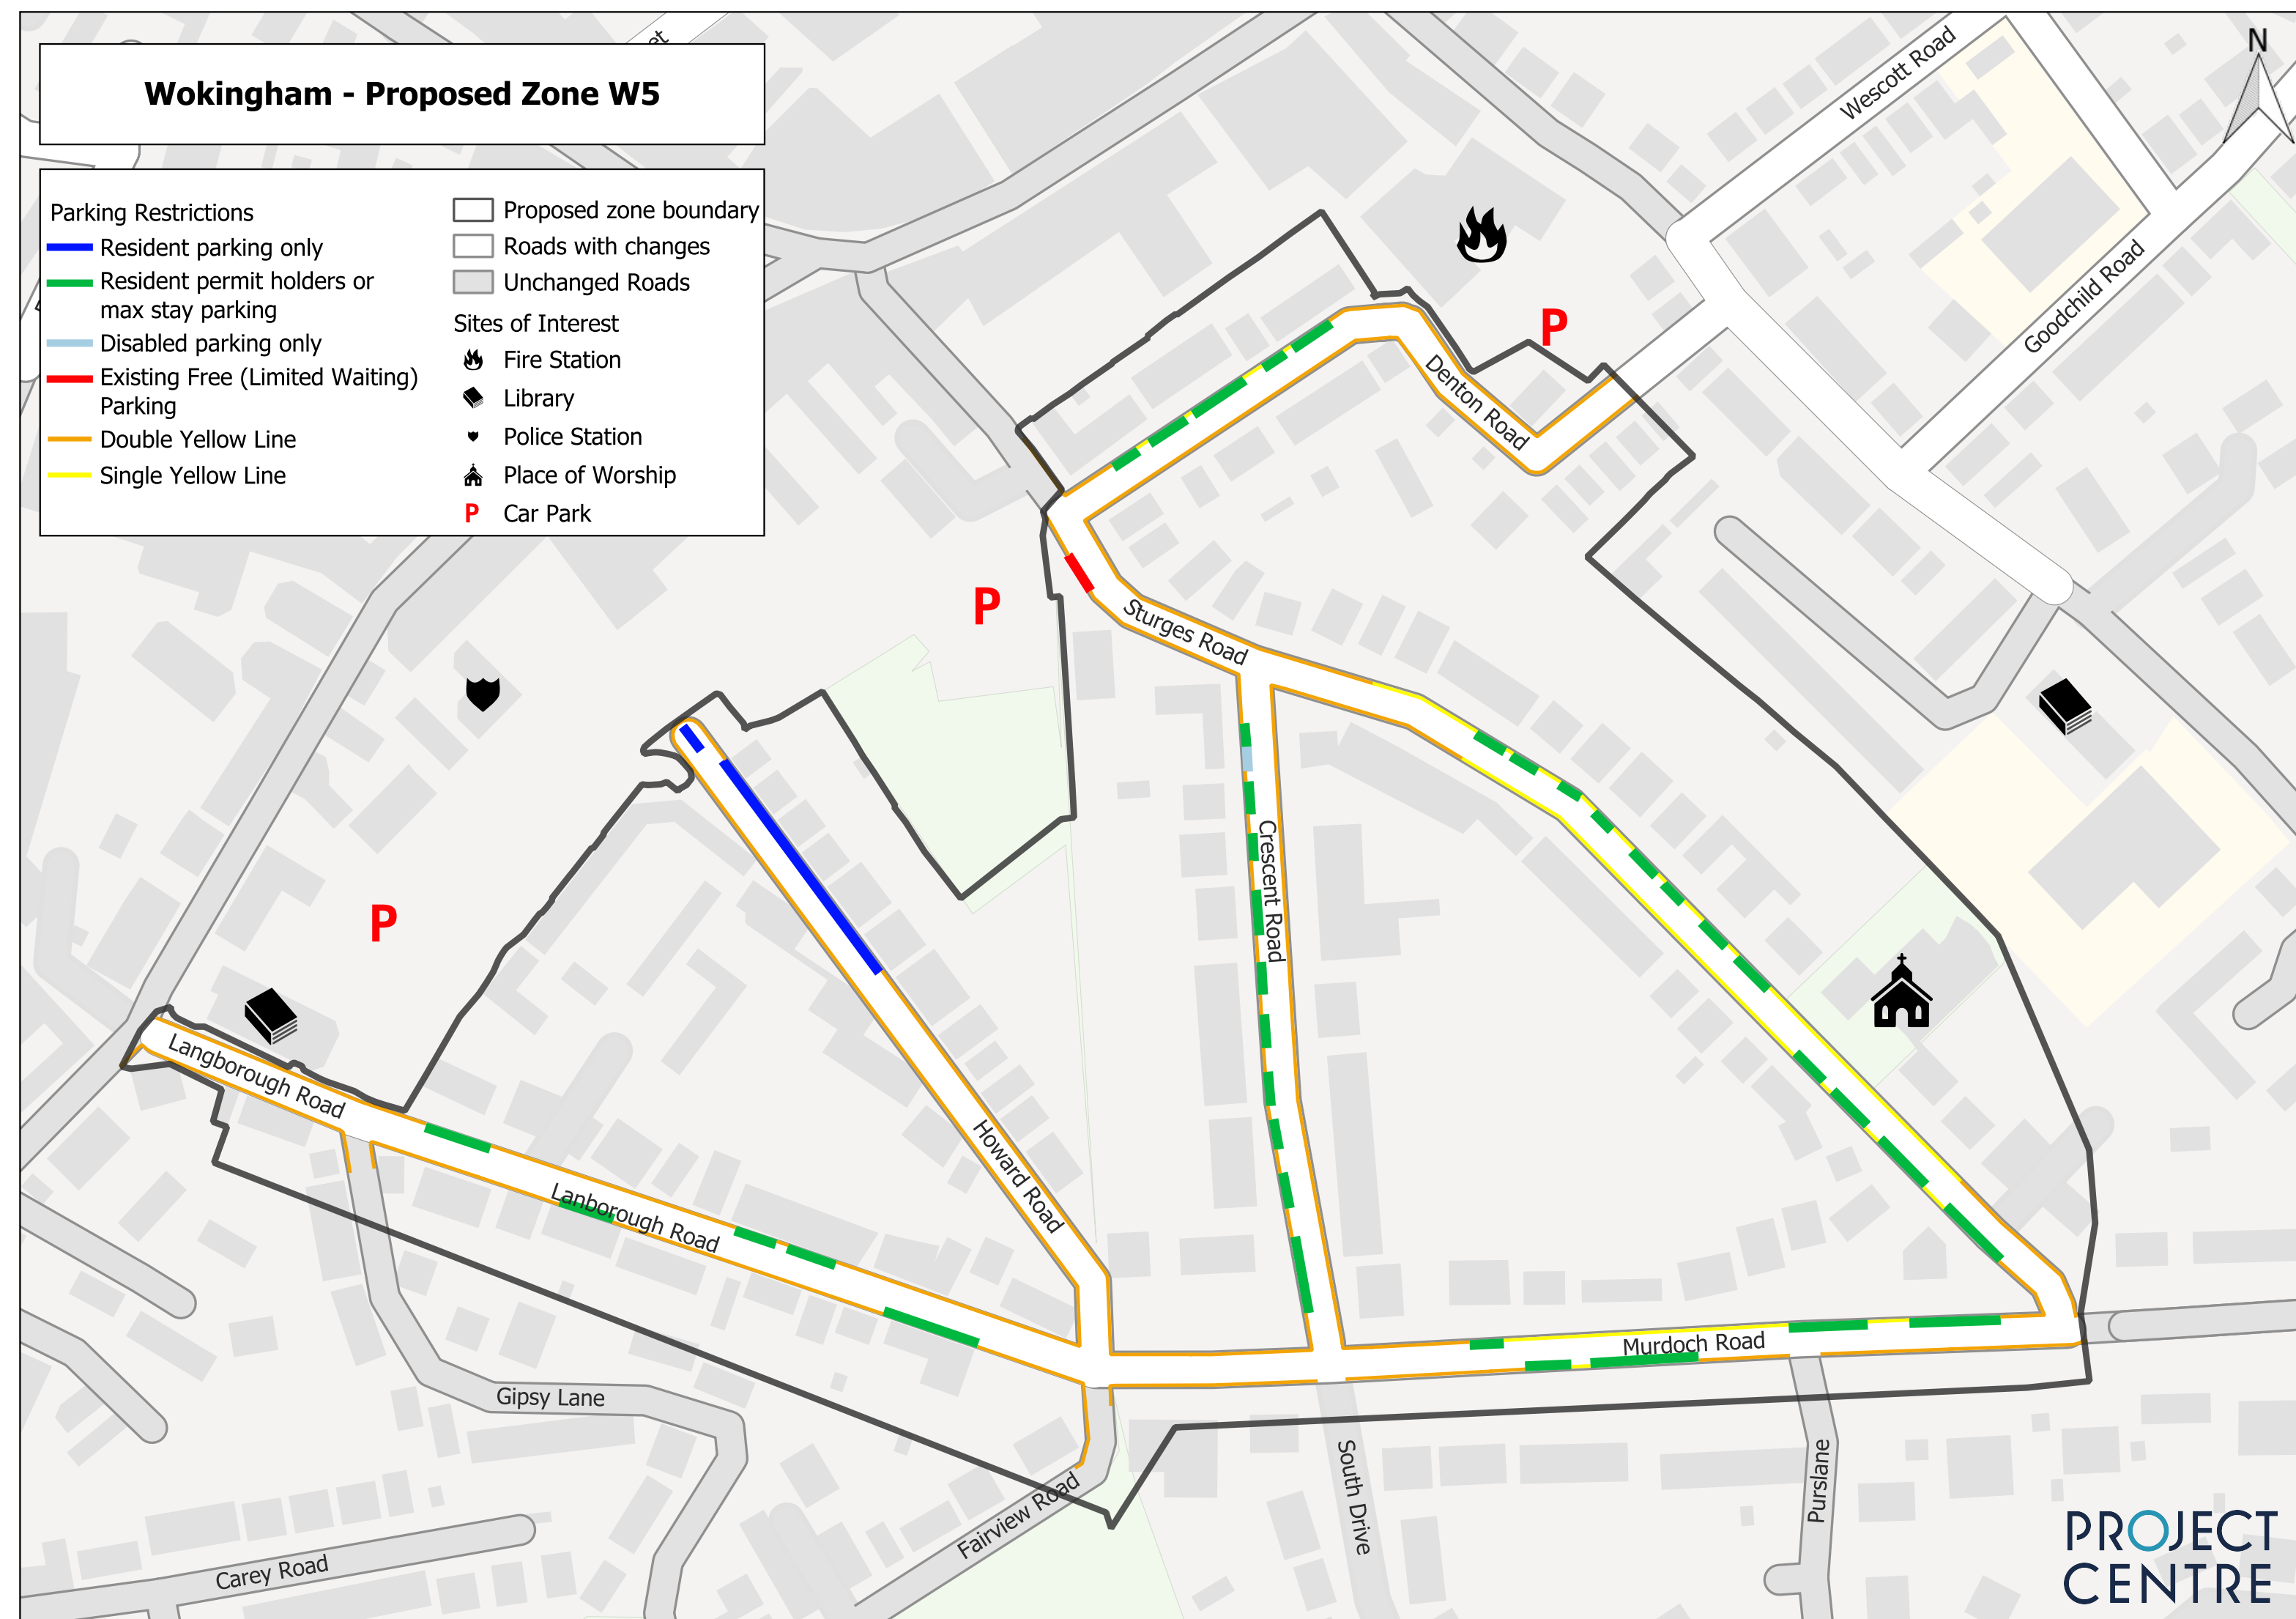 Wokingham - Proposed Zone W5
Parking Restrictions
Resident parking only
Resident permit holders or
max stay parking
Disabled parking only
Existing Free (Limited Waiting)
Parking
Double Yellow Line
Single Yellow Line
Proposed zone boundary
Roads with changes
Unchanged Roads
Sites of Interest
Fire Station
Library
Police Station
Place of Worship
P Car Park
et
Wescott Road
N
Goodchild Road
P
Denton Road
P
Sturges Road
Crescent Road
P
Langborough Road
Lanborough Road
Howard Road
Murdoch Road
Gipsy Lane
Fairview Road
South Drive
Purslane
Carey Road
PROJECT
CENTRE